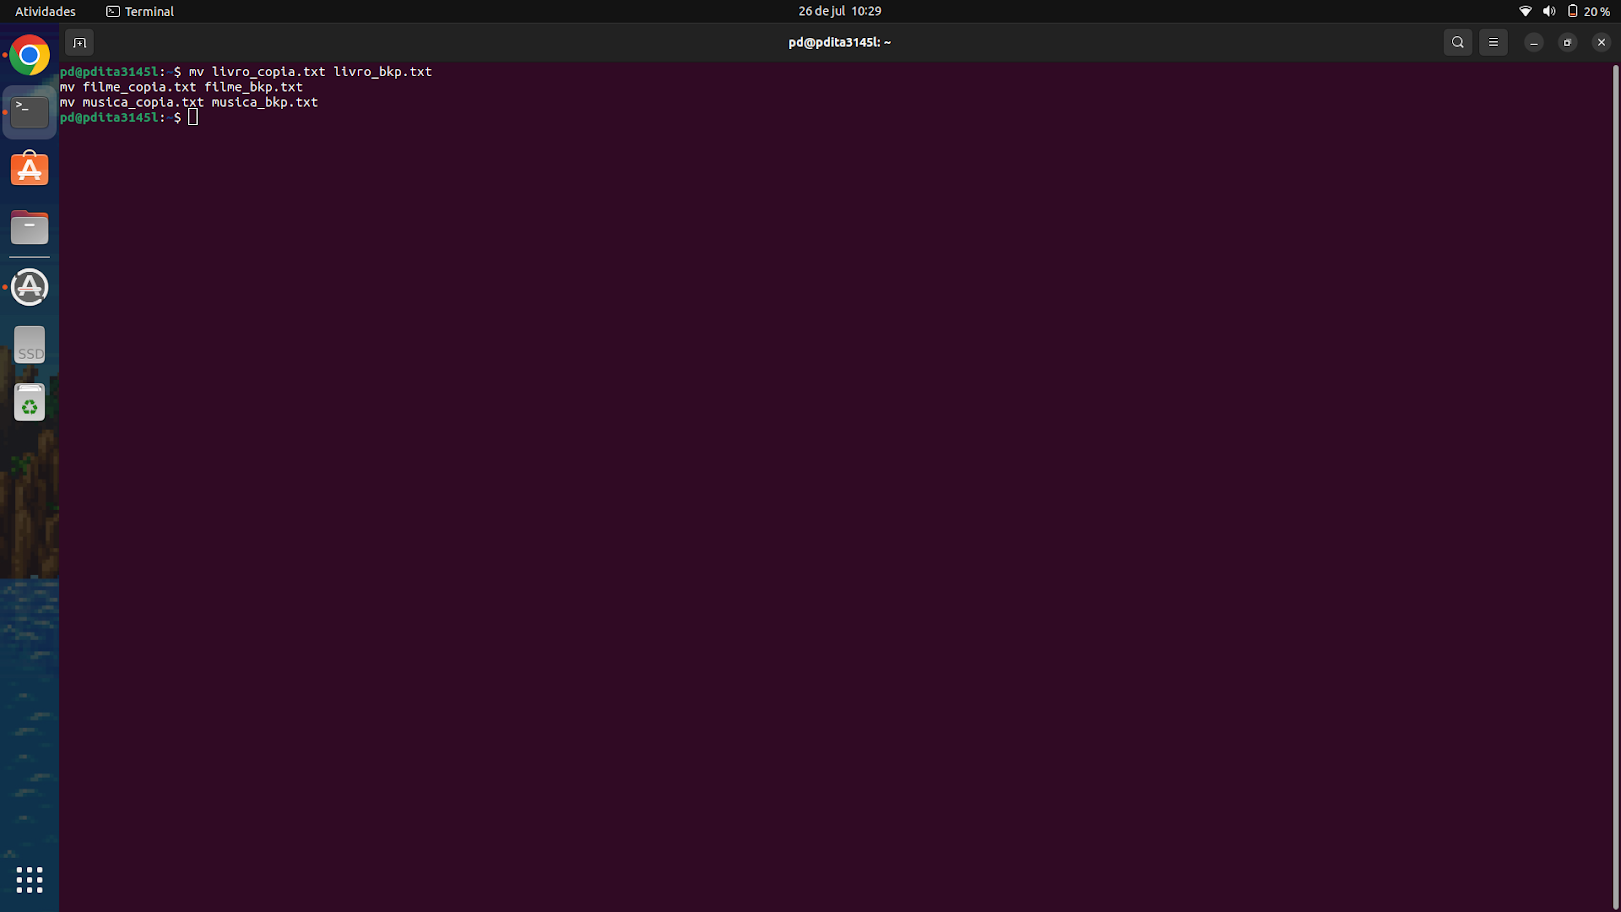 Atividades Terminal 26 de jul 10:29 20 %
pd@pdita3145l: ~
pd@pdita3145l:~$ mv livro_copia.txt livro_bkp.txt
mv filme_copia.txt filme_bkp.txt
mv musica_copia.txt musica_bkp.txt
pd@pdita3145l:~$
>_
SSD